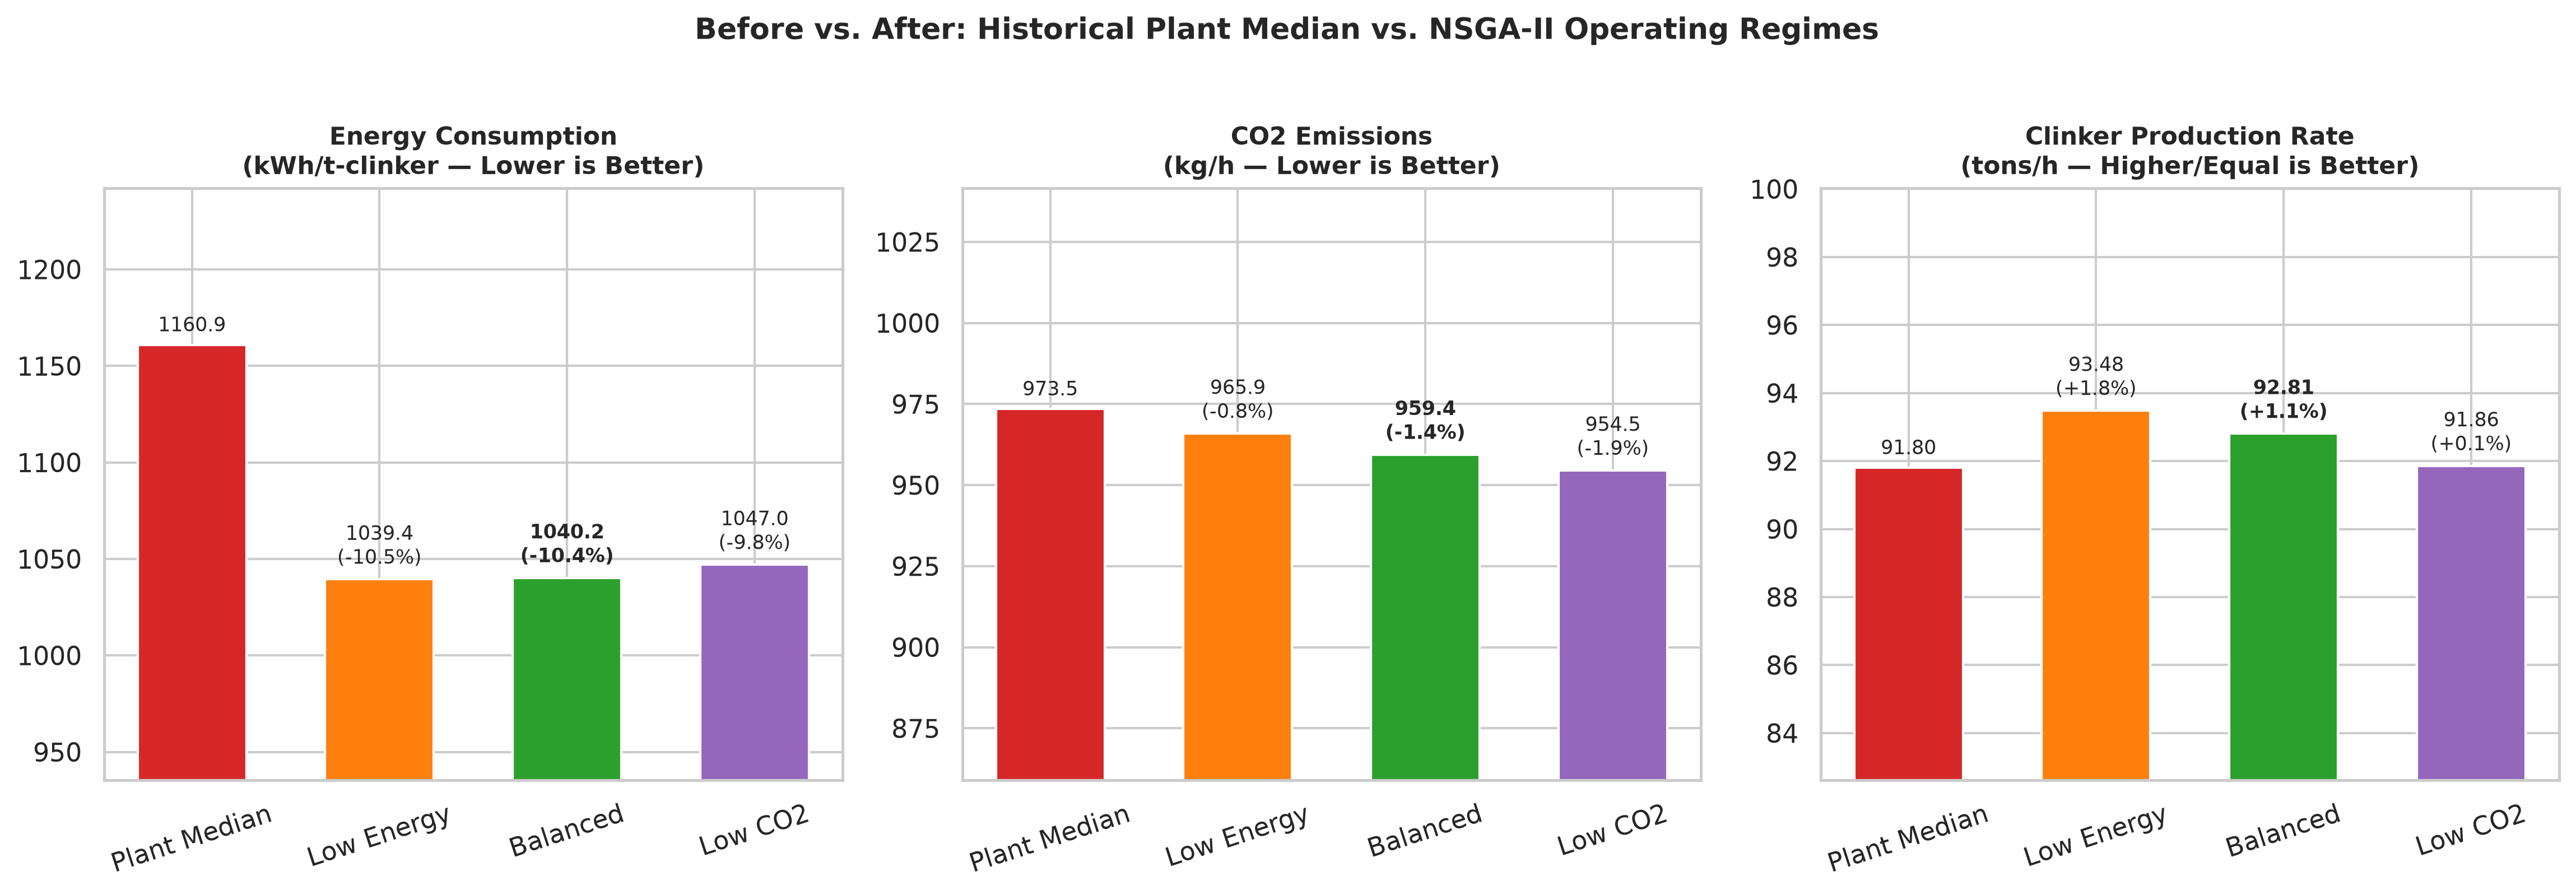 Before vs. After: Historical Plant Median vs. NSGA-II Operating Regimes
Energy Consumption
(kWh/t-clinker — Lower is Better)
1200
1150
1100
1050
1000
950
1160.9
1039.4
(-10.5%)
1040.2
(-10.4%)
1047.0
(-9.8%)
Plant Median
Low Energy
Balanced
Low CO2
CO2 Emissions
(kg/h — Lower is Better)
1025
1000
975
950
925
900
875
973.5
965.9
(-0.8%)
959.4
(-1.4%)
954.5
(-1.9%)
Plant Median
Low Energy
Balanced
Low CO2
Clinker Production Rate
(tons/h — Higher/Equal is Better)
100
98
96
94
92
90
88
86
84
91.80
93.48
(+1.8%)
92.81
(+1.1%)
91.86
(+0.1%)
Plant Median
Low Energy
Balanced
Low CO2